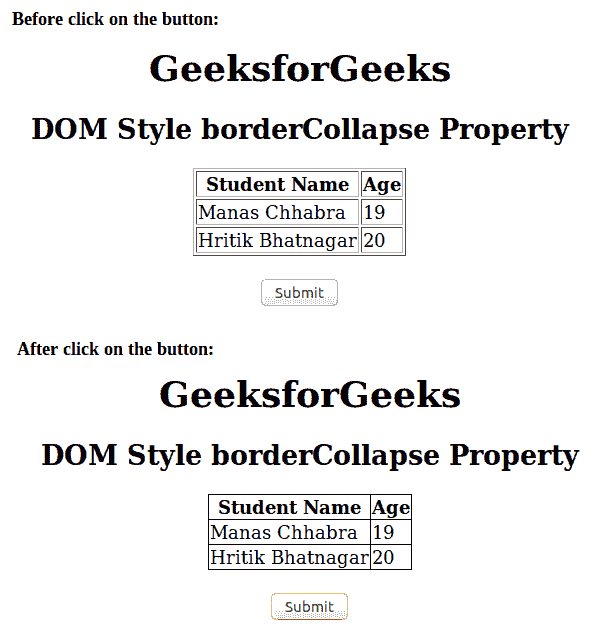 Before click on the button:
GeeksforGeeks
DOM Style borderCollapse Property
Student Name Age
Manas Chhabra 19
Hritik Bhatnagar 20
Submit
After click on the button:
GeeksforGeeks
DOM Style borderCollapse Property
Student Name Age
Manas Chhabra 19
Hritik Bhatnagar 20
Submit